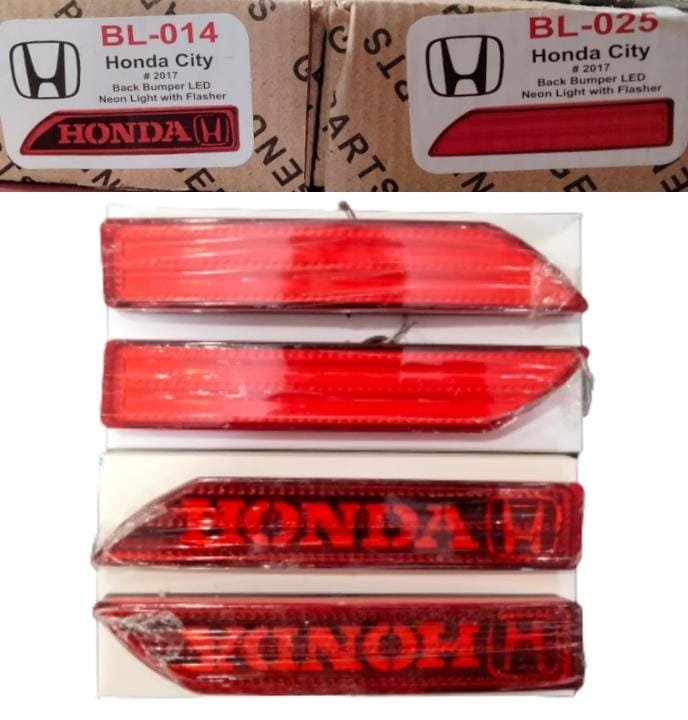 BL-014
Honda City
# 2017
Back Bumper LED
Neon Light with Flasher
HONDA
BL-025
Honda City
# 2017
Back Bumper LED
Neon Light with Flasher
PARTS
HONDA
HONDA